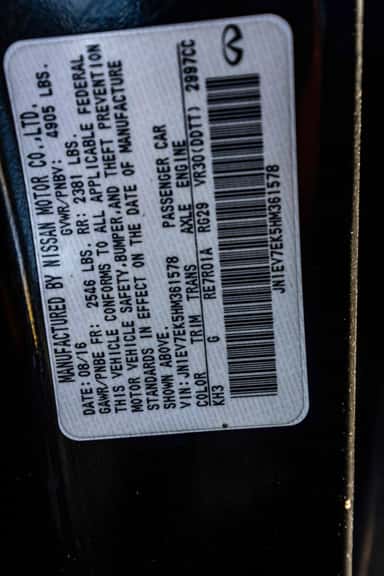 MANUFACTURED BY NISSAN MOTOR CO.,LTD.
DATE: 08/16 GVWR/PNBV: 4905 LBS.
GAWR/PNBE FR: 2546 LBS. RR: 2381 LBS.
THIS VEHICLE CONFORMS TO ALL APPLICABLE FEDERAL
MOTOR VEHICLE SAFETY,BUMPER,AND THEFT PREVENTION
STANDARDS IN EFFECT ON THE DATE OF MANUFACTURE
SHOWN ABOVE.
VIN:JN1EV7EK5HM361578 PASSENGER CAR
COLOR TRIM TRANS AXLE ENGINE
KH3 G RE7R01A RG29 VR30(DDTT) 2997CC
JN1EV7EK5HM361578